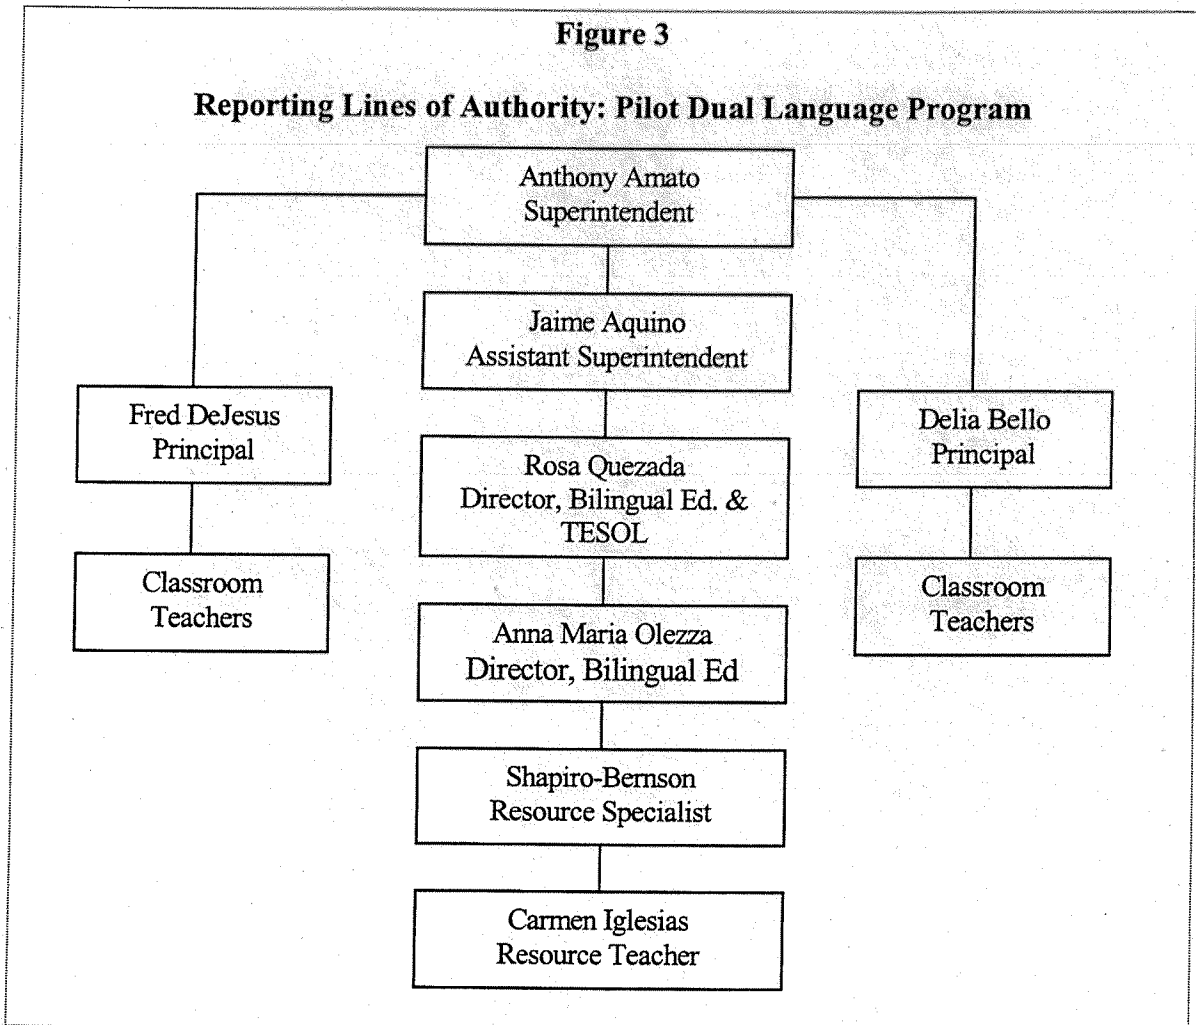 Figure 3
Reporting Lines of Authority: Pilot Dual Language Program
Anthony Amato
Superintendent
Jaime Aquino
Assistant Superintendent
Fred DeJesus
Principal
Delia Bello
Principal
Rosa Quezada
Director, Bilingual Ed. &
TESOL
Classroom
Teachers
Classroom
Teachers
Anna Maria Olezza
Director, Bilingual Ed
Shapiro-Bernson
Resource Specialist
Carmen Iglesias
Resource Teacher